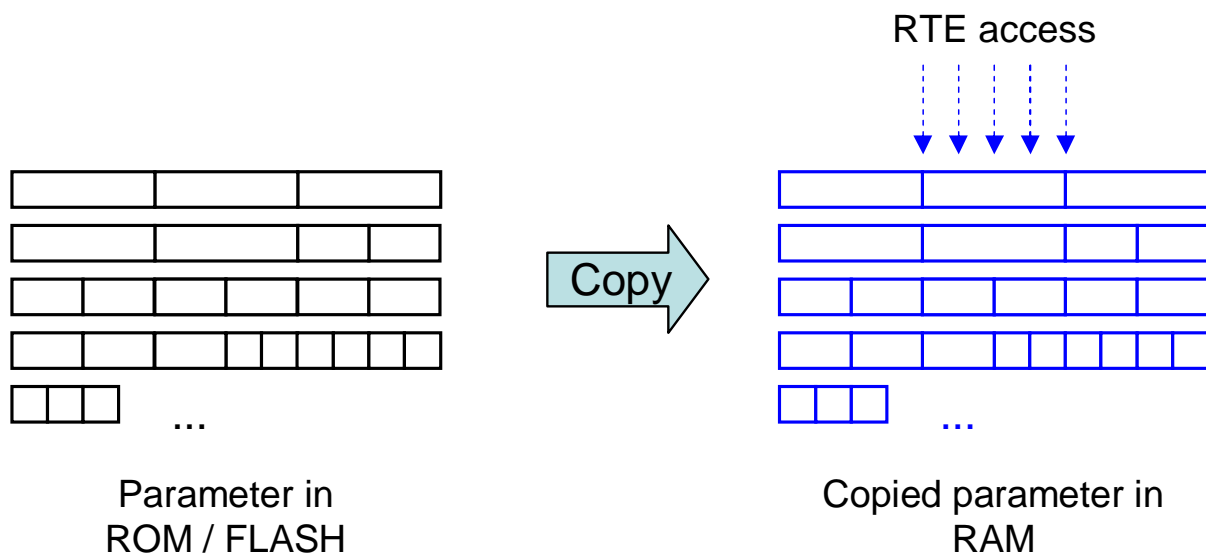 RTE access
Copy
...
...
Parameter in
ROM / FLASH
Copied parameter in
RAM